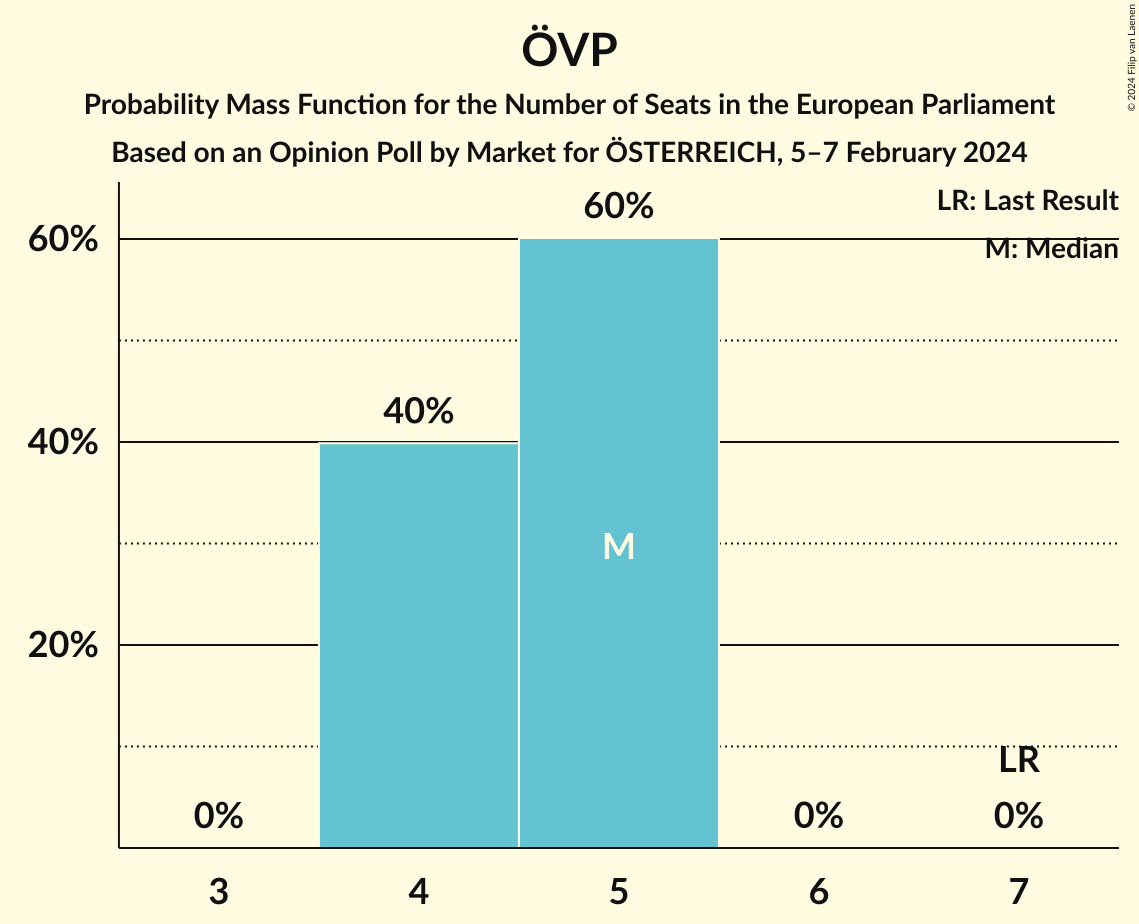 ÖVP
Probability Mass Function for the Number of Seats in the European Parliament
Based on an Opinion Poll by Market for ÖSTERREICH, 5–7 February 2024
© 2024 Filip van Laenen
LR: Last Result
M: Median
60%
40%
20%
0%
40%
60%
M
0%
LR
0%
3
4
5
6
7